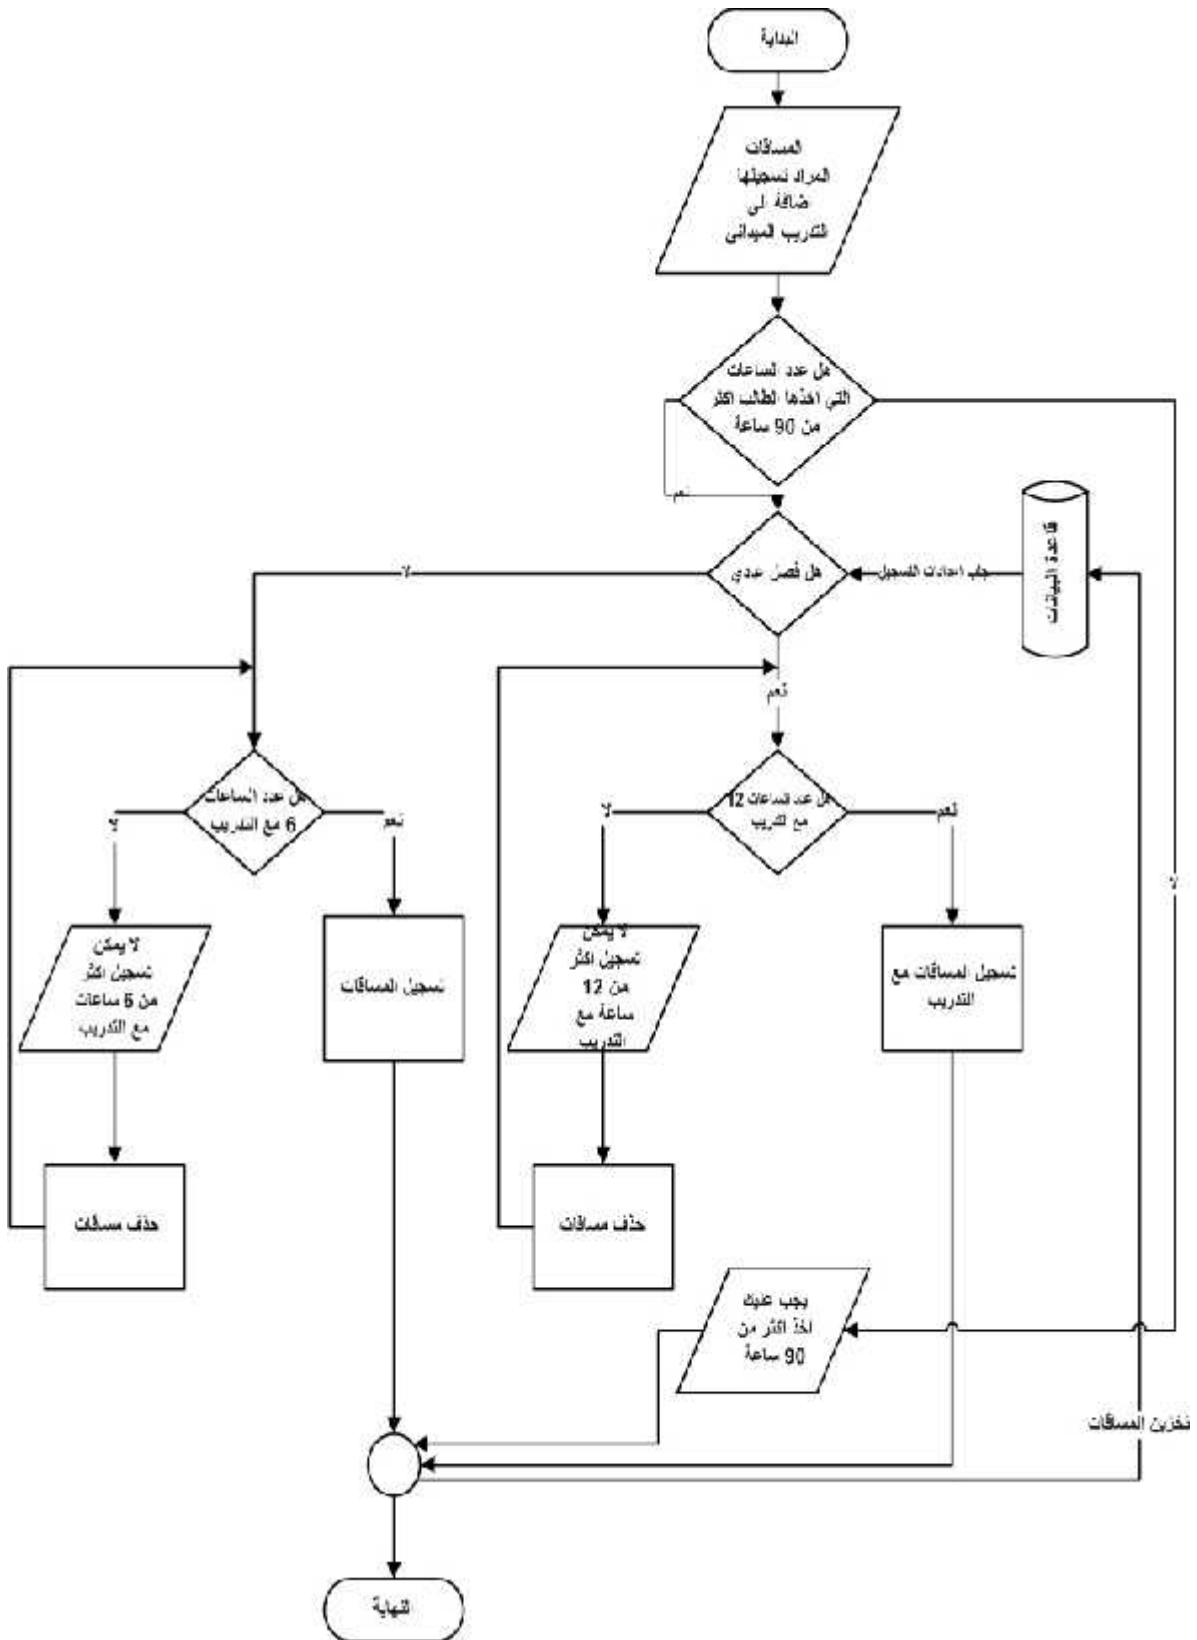 البداية
المساقات
المراد تسجيلها
اضافة الى
التدريب الميداني
هل عدد الساعات
التي اخذها الطالب اكثر
من 90 ساعة
نعم
قاعدة البيانات
جلب اعدادات التسجيل
هل فصل عادي
لا
نعم
هل عدد الساعات
6 مع التدريب
لا
نعم
هل عدد الساعات 12
مع التدريب
لا
نعم
لا
لا يمكن
تسجيل اكثر
من 6 ساعات
مع التدريب
تسجيل المساقات
لا يمكن
تسجيل اكثر
من 12
ساعة مع
التدريب
تسجيل المساقات مع
التدريب
حذف مساقات
حذف مساقات
يجب عليك
اخذ اكثر من
90 ساعة
تخزين المساقات
النهاية